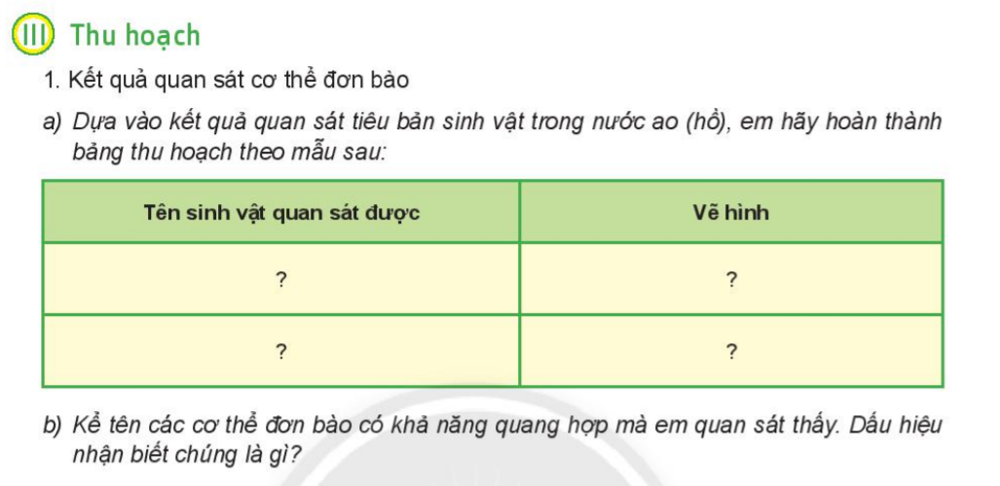 III Thu hoạch
1. Kết quả quan sát cơ thể đơn bào
a) Dựa vào kết quả quan sát tiêu bản sinh vật trong nước ao (hồ), em hãy hoàn thành
bảng thu hoạch theo mẫu sau:
Tên sinh vật quan sát được Vẽ hình
? ?
? ?
b) Kể tên các cơ thể đơn bào có khả năng quang hợp mà em quan sát thấy. Dấu hiệu
nhận biết chúng là gì?